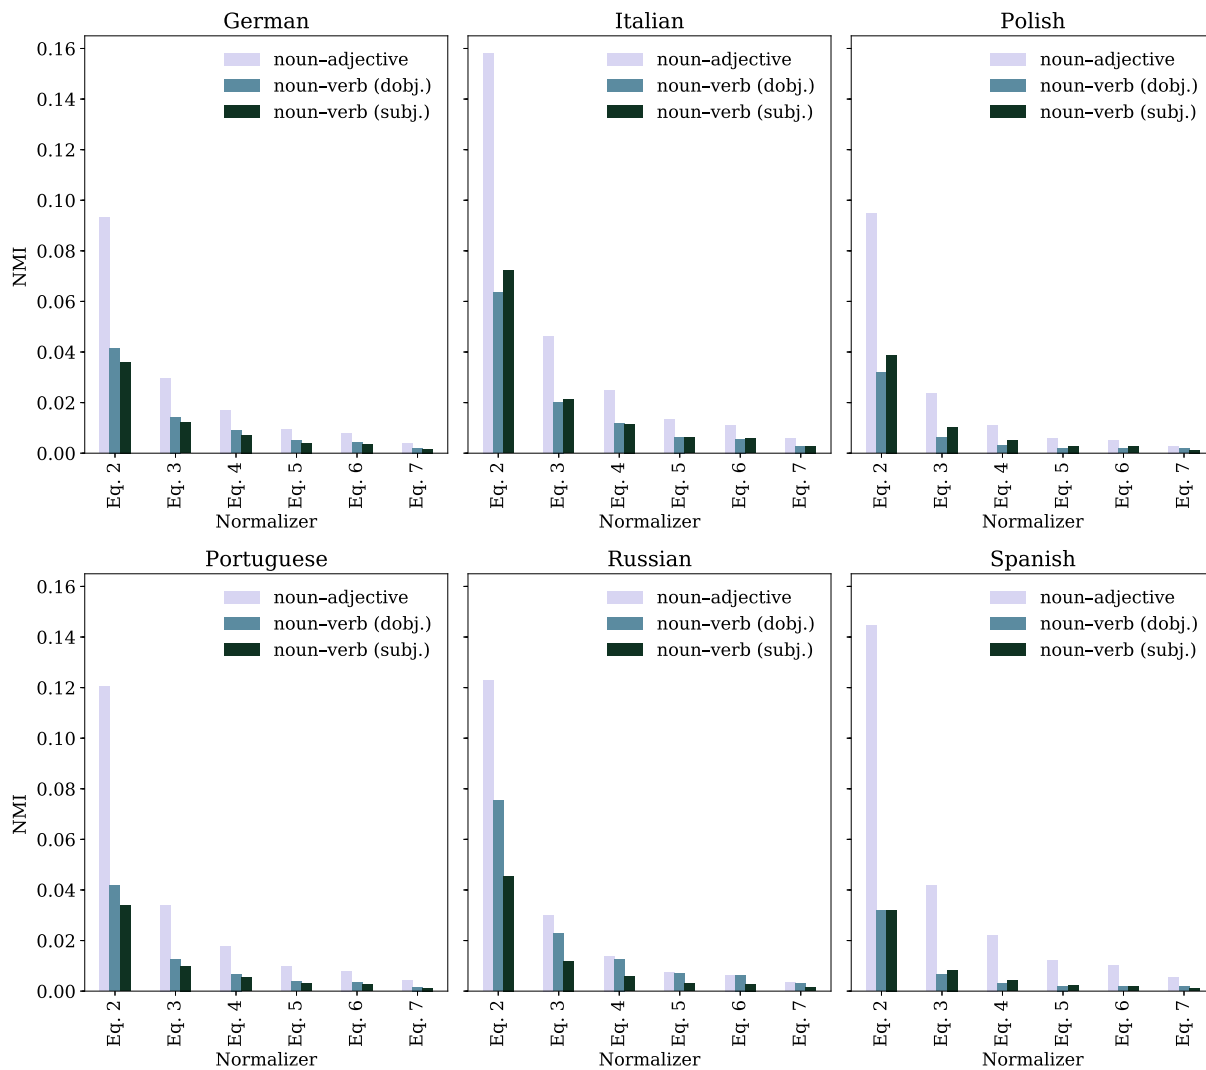 German
Italian
Polish
0.16
0.14
0.12
0.10
0.08
0.06
0.04
0.02
0.00
NMI
noun–adjective
noun–verb (dobj.)
noun–verb (subj.)
noun–adjective
noun–verb (dobj.)
noun–verb (subj.)
noun–adjective
noun–verb (dobj.)
noun–verb (subj.)
Eq. 2
Eq. 3
Eq. 4
Eq. 5
Eq. 6
Eq. 7
Eq. 2
Eq. 3
Eq. 4
Eq. 5
Eq. 6
Eq. 7
Eq. 2
Eq. 3
Eq. 4
Eq. 5
Eq. 6
Eq. 7
Normalizer
Normalizer
Normalizer
Portuguese
Russian
Spanish
0.16
0.14
0.12
0.10
0.08
0.06
0.04
0.02
0.00
NMI
noun–adjective
noun–verb (dobj.)
noun–verb (subj.)
noun–adjective
noun–verb (dobj.)
noun–verb (subj.)
noun–adjective
noun–verb (dobj.)
noun–verb (subj.)
Eq. 2
Eq. 3
Eq. 4
Eq. 5
Eq. 6
Eq. 7
Eq. 2
Eq. 3
Eq. 4
Eq. 5
Eq. 6
Eq. 7
Eq. 2
Eq. 3
Eq. 4
Eq. 5
Eq. 6
Eq. 7
Normalizer
Normalizer
Normalizer